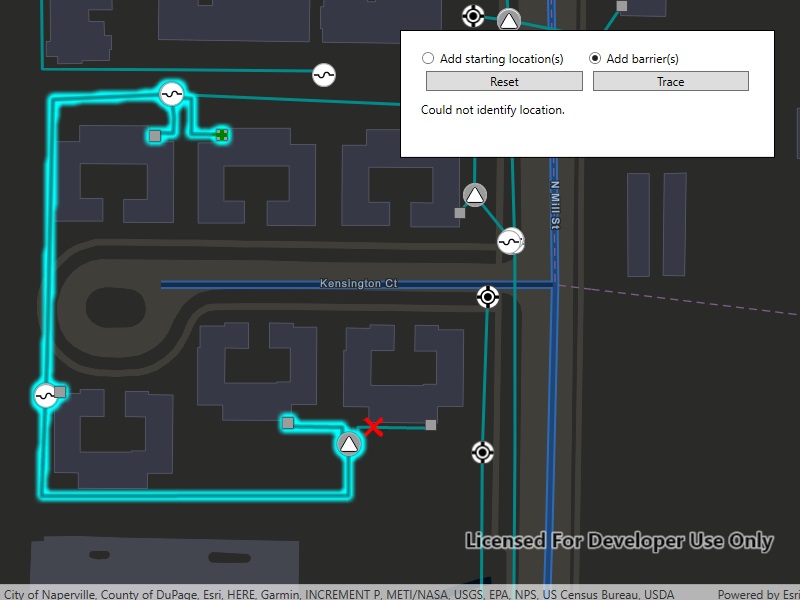 Add starting location(s) Add barrier(s)
Reset Trace
Could not identify location.
N Mill St
Kensington Ct
Licensed For Developer Use Only
City of Naperville, County of DuPage, Esri, HERE, Garmin, INCREMENT P, METI/NASA, USGS, EPA, NPS, US Census Bureau, USDA Powered by Esri